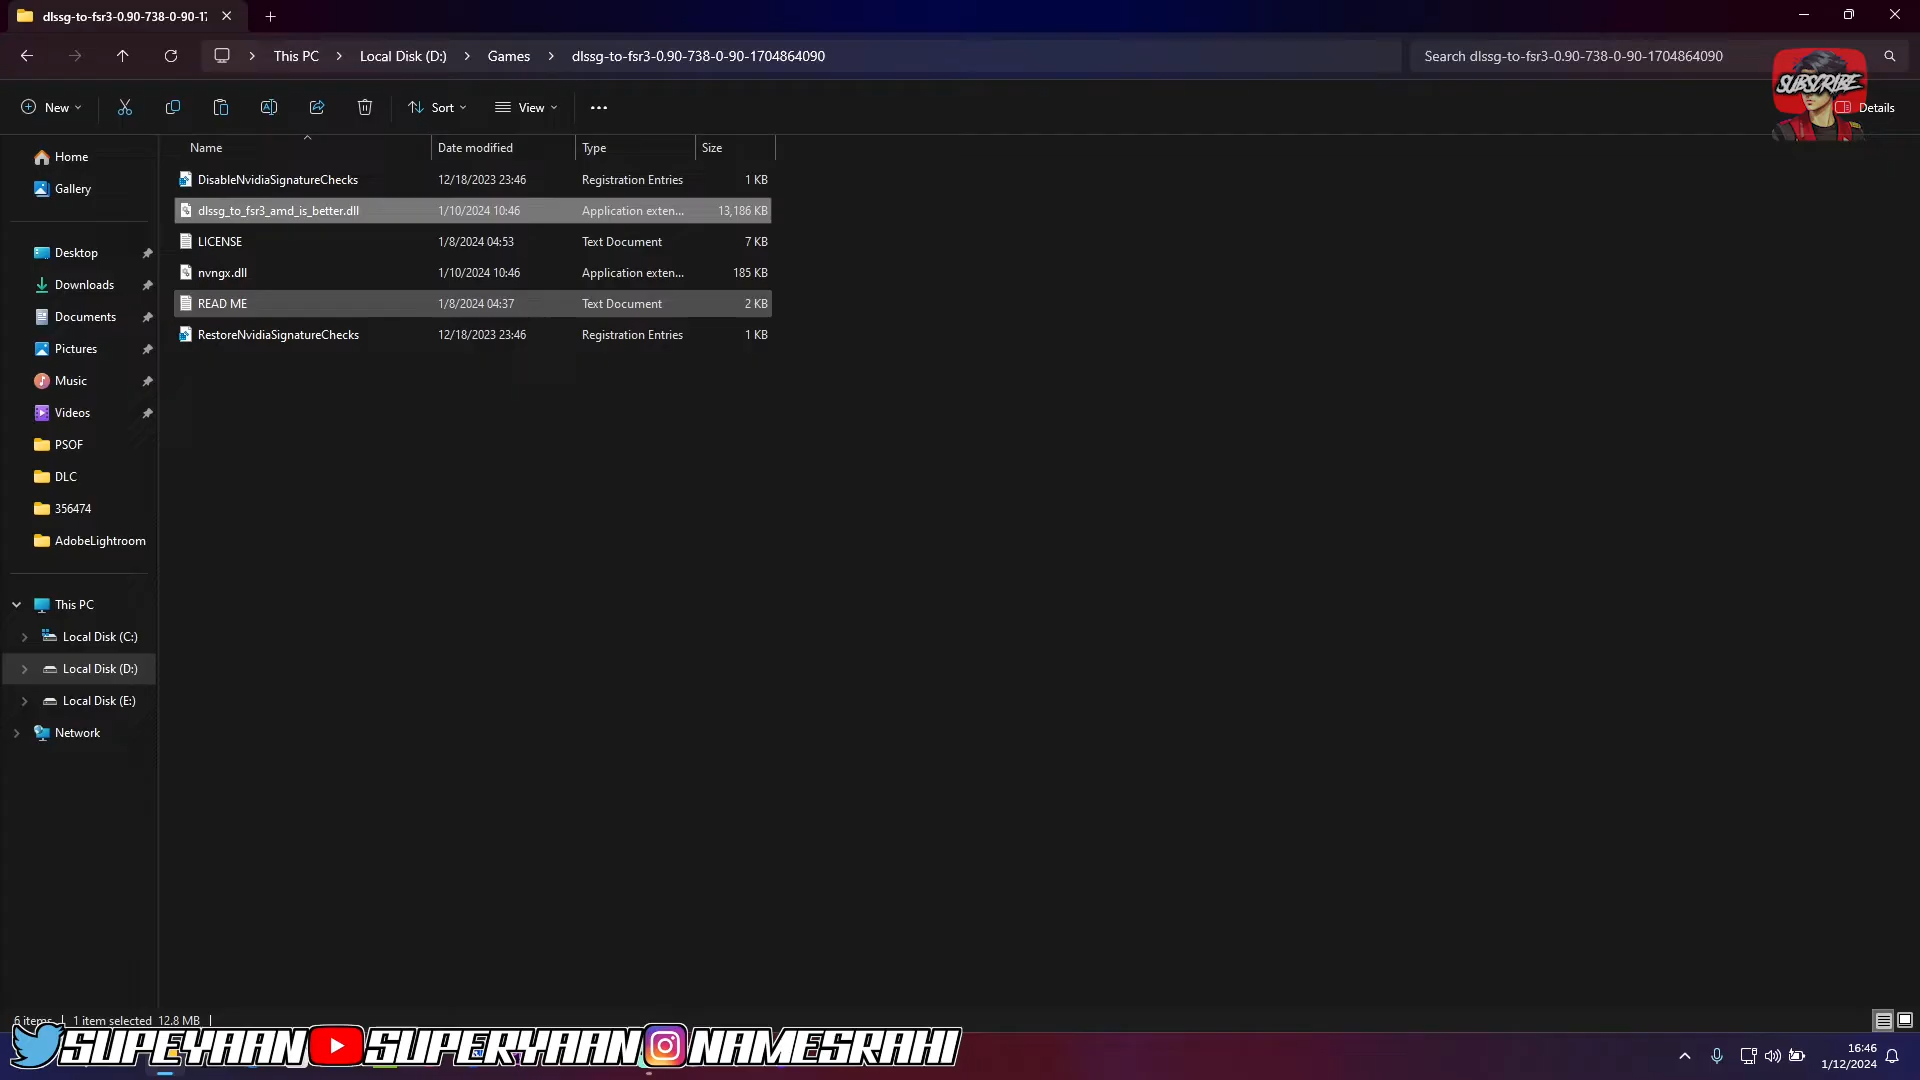 dlssg-to-fsr3-0.90-738-0-90-17
This PC > Local Disk (D:) > Games > dlssg-to-fsr3-0.90-738-0-90-1704864090
Search dlssg-to-fsr3-0.90-738-0-90-1704864090
SUBSCRIBE
New
Sort
View
Details
Name Date modified Type Size
DisableNvidiaSignatureChecks 12/18/2023 23:46 Registration Entries 1 KB
dlssg_to_fsr3_amd_is_better.dll 1/10/2024 10:46 Application exten... 13,186 KB
LICENSE 1/8/2024 04:53 Text Document 7 KB
nvngx.dll 1/10/2024 10:46 Application exten... 185 KB
READ ME 1/8/2024 04:37 Text Document 2 KB
RestoreNvidiaSignatureChecks 12/18/2023 23:46 Registration Entries 1 KB
Home
Gallery
Desktop
Downloads
Documents
Pictures
Music
Videos
PSOF
DLC
356474
AdobeLightroom
This PC
Local Disk (C:)
Local Disk (D:)
Local Disk (E:)
Network
6 items 1 item selected 12.8 MB
SUPEYAAN SUPERYAAN NAMESRAHI
16:46
1/12/2024